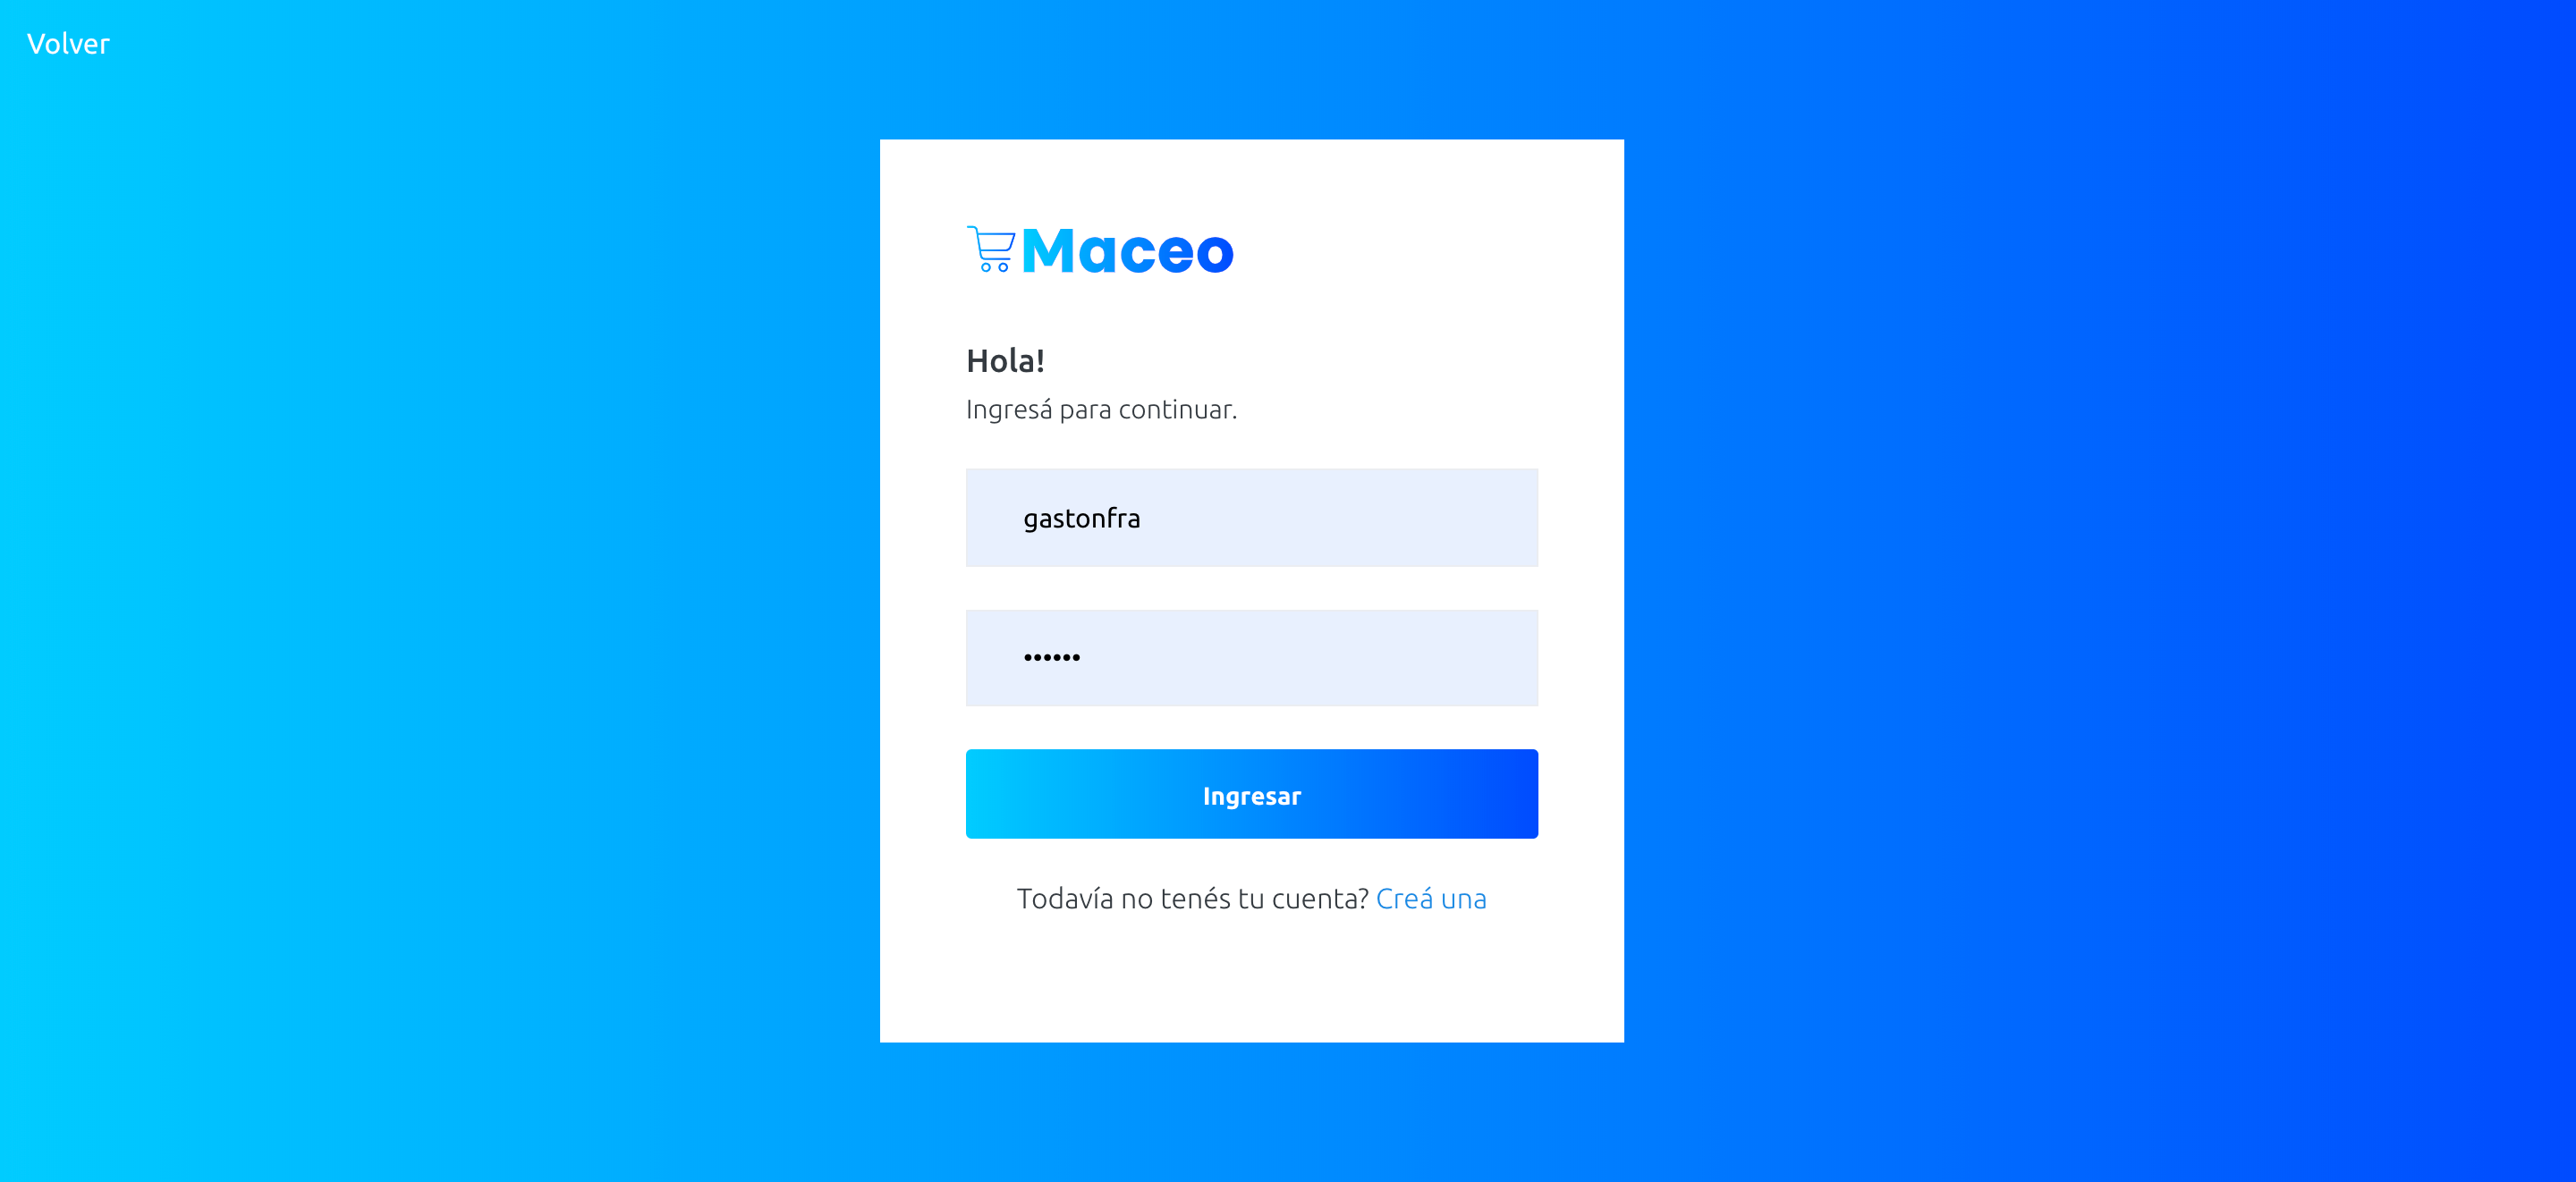 Volver
Maceo
Hola!
Ingresá para continuar.
gastonfra
••••••
Ingresar
Todavía no tenés tu cuenta? Creá una